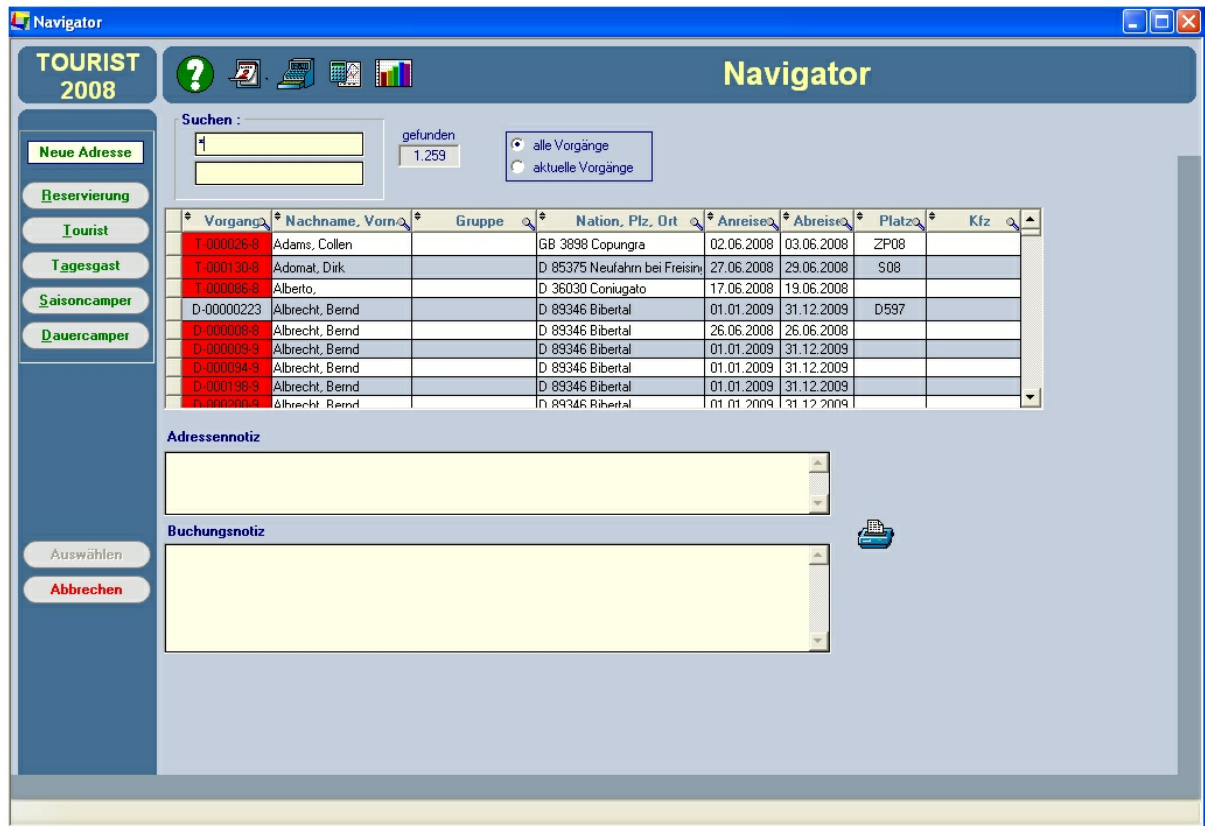 Navigator
TOURIST
2008
Navigator
Neue Adresse
Reservierung
Tourist
Tagesgast
Saisoncamper
Dauercamper
Auswählen
Abbrechen
Suchen :
*
gefunden
1.259
alle Vorgänge
aktuelle Vorgänge
Vorgang Nachname, Vorn Gruppe Nation, Plz, Ort Anreise Abreise Platz Kfz
T-000026-8 Adams, Collen GB 3898 Copungra 02.06.2008 03.06.2008 ZP08
T-000130-8 Adomat, Dirk D 85375 Neufahrn bei Freising 27.06.2008 29.06.2008 S08
T-000086-8 Alberto, D 36030 Coniugato 17.06.2008 19.06.2008
D-00000223 Albrecht, Bernd D 89346 Bibertal 01.01.2009 31.12.2009 D597
D-000008-8 Albrecht, Bernd D 89346 Bibertal 26.06.2008 26.06.2008
D-000009-9 Albrecht, Bernd D 89346 Bibertal 01.01.2009 31.12.2009
D-000094-9 Albrecht, Bernd D 89346 Bibertal 01.01.2009 31.12.2009
D-000198-9 Albrecht, Bernd D 89346 Bibertal 01.01.2009 31.12.2009
D-000200-9 Albrecht, Bernd D 89346 Bibertal 01.01.2009 31.12.2009
Adressennotiz
Buchungsnotiz